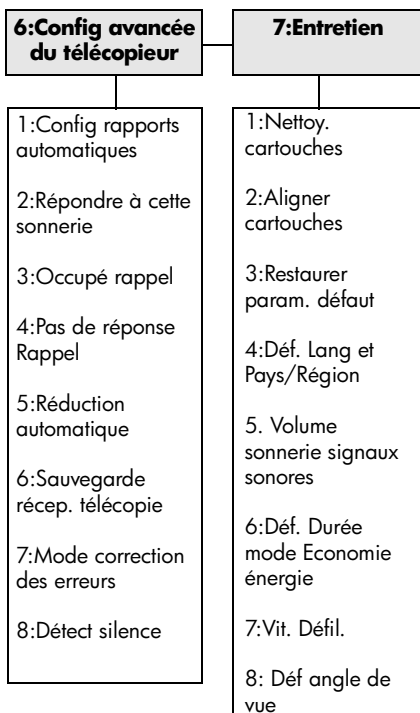 6:Config avancée
du télécopieur
1:Config rapports
automatiques
2:Répondre à cette
sonnerie
3:Occupé rappel
4:Pas de réponse
Rappel
5:Réduction
automatique
6:Sauvegarde
récep. télécopie
7:Mode correction
des erreurs
8:Détect silence
7:Entretien
1:Nettoy.
cartouches
2:Aligner
cartouches
3:Restaurer
param. défaut
4:Déf. Lang et
Pays/Région
5. Volume
sonnerie signaux
sonores
6:Déf. Durée
mode Economie
énergie
7:Vit. Défil.
8: Déf angle de
vue